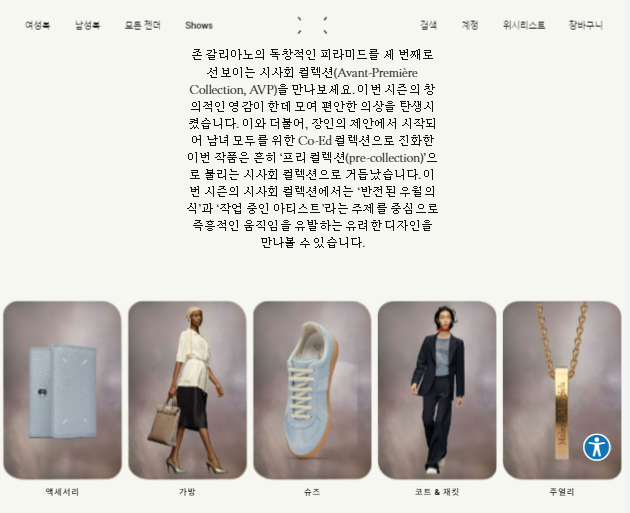 여성복 남성복 모든 젠더 Shows 검색 계정 위시리스트 장바구니
존 갈리아노의 독창적인 피라미드를 세 번째로
선보이는 시사회 컬렉션(Avant-Première
Collection, AVP)을 만나보세요. 이번 시즌의 창
의적인 영감이 한데 모여 편안한 의상을 탄생시
켰습니다. 이와 더불어, 장인의 제안에서 시작되
어 남녀 모두를 위한 Co-Ed 컬렉션으로 진화한
이번 작품은 흔히 ‘프리 컬렉션(pre-collection)’으
로 불리는 시사회 컬렉션으로 거듭났습니다. 이
번 시즌의 시사회 컬렉션에서는 ‘반전된 우월의
식’과 ‘작업 중인 아티스트’라는 주제를 중심으로
즉흥적인 움직임을 유발하는 유려한 디자인을
만나볼 수 있습니다.
액세서리 가방 슈즈 코트 & 재킷 주얼리